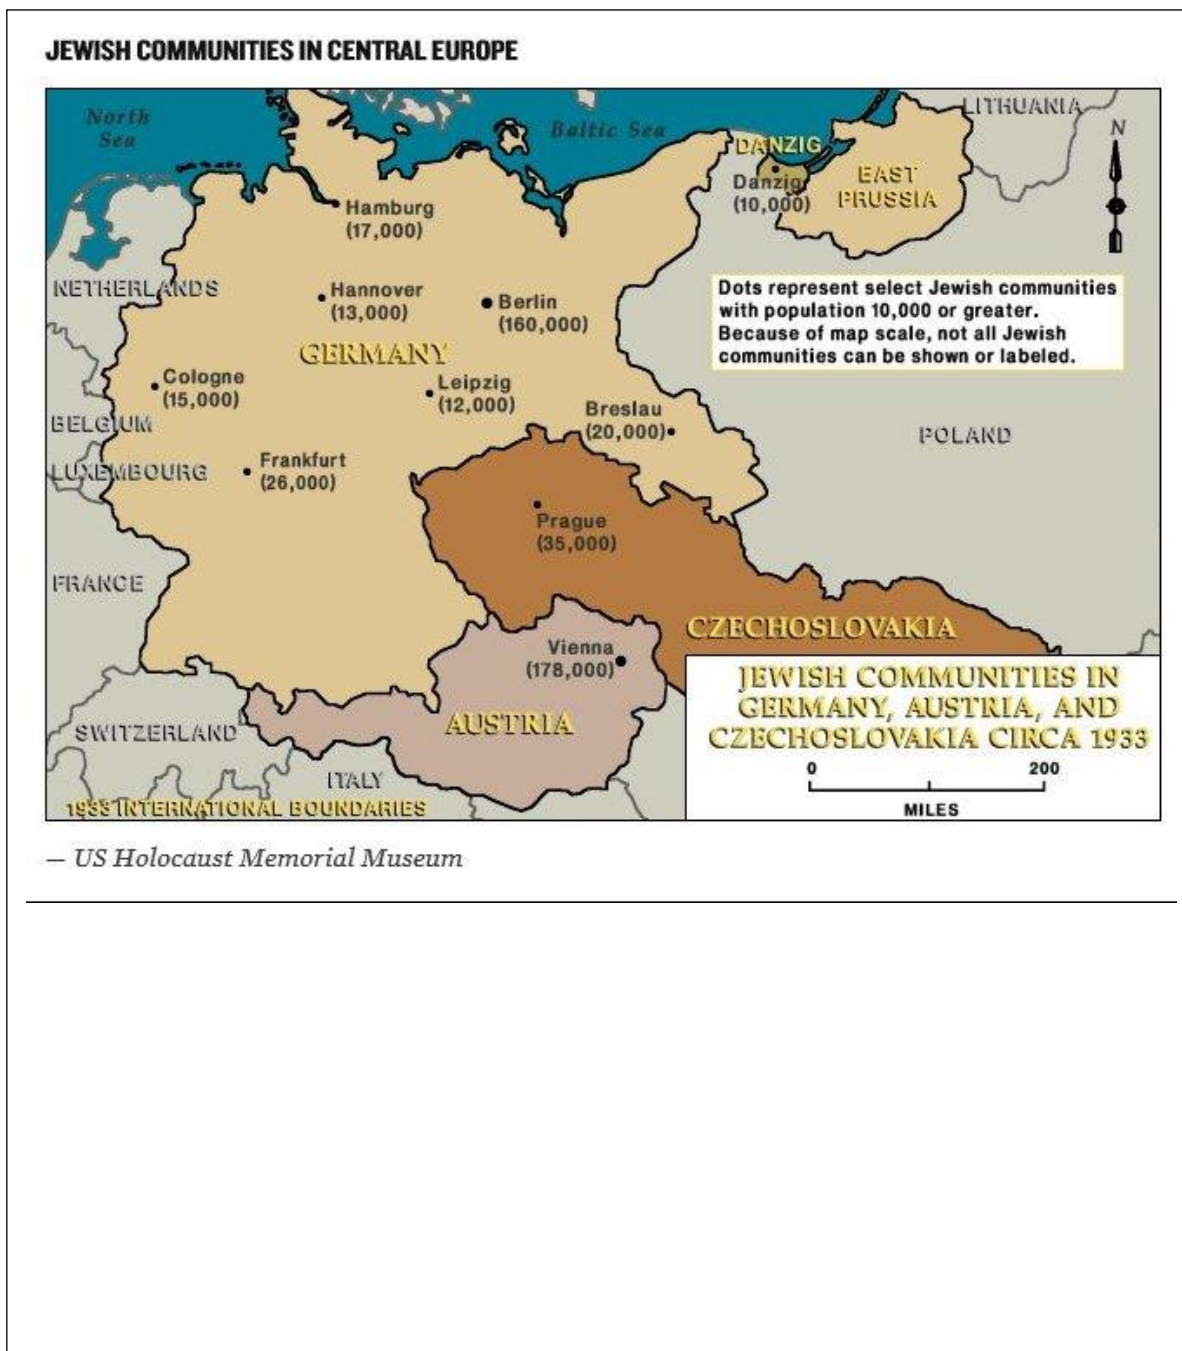 JEWISH COMMUNITIES IN CENTRAL EUROPE
North
Sea
Baltic Sea
LITHUANIA
N
DANZIG
Danzig
(10,000)
EAST
PRUSSIA
Hamburg
(17,000)
NETHERLANDS
Hannover
(13,000)
Berlin
(160,000)
Dots represent select Jewish communities
with population 10,000 or greater.
Because of map scale, not all Jewish
communities can be shown or labeled.
GERMANY
Cologne
(15,000)
Leipzig
(12,000)
Breslau
(20,000)
BELGIUM
POLAND
LUXEMBOURG
Frankfurt
(26,000)
Prague
(35,000)
FRANCE
CZECHOSLOVAKIA
Vienna
(178,000)
AUSTRIA
SWITZERLAND
ITALY
1933 INTERNATIONAL BOUNDARIES
JEWISH COMMUNITIES IN
GERMANY, AUSTRIA, AND
CZECHOSLOVAKIA CIRCA 1933
0 200
MILES
— US Holocaust Memorial Museum